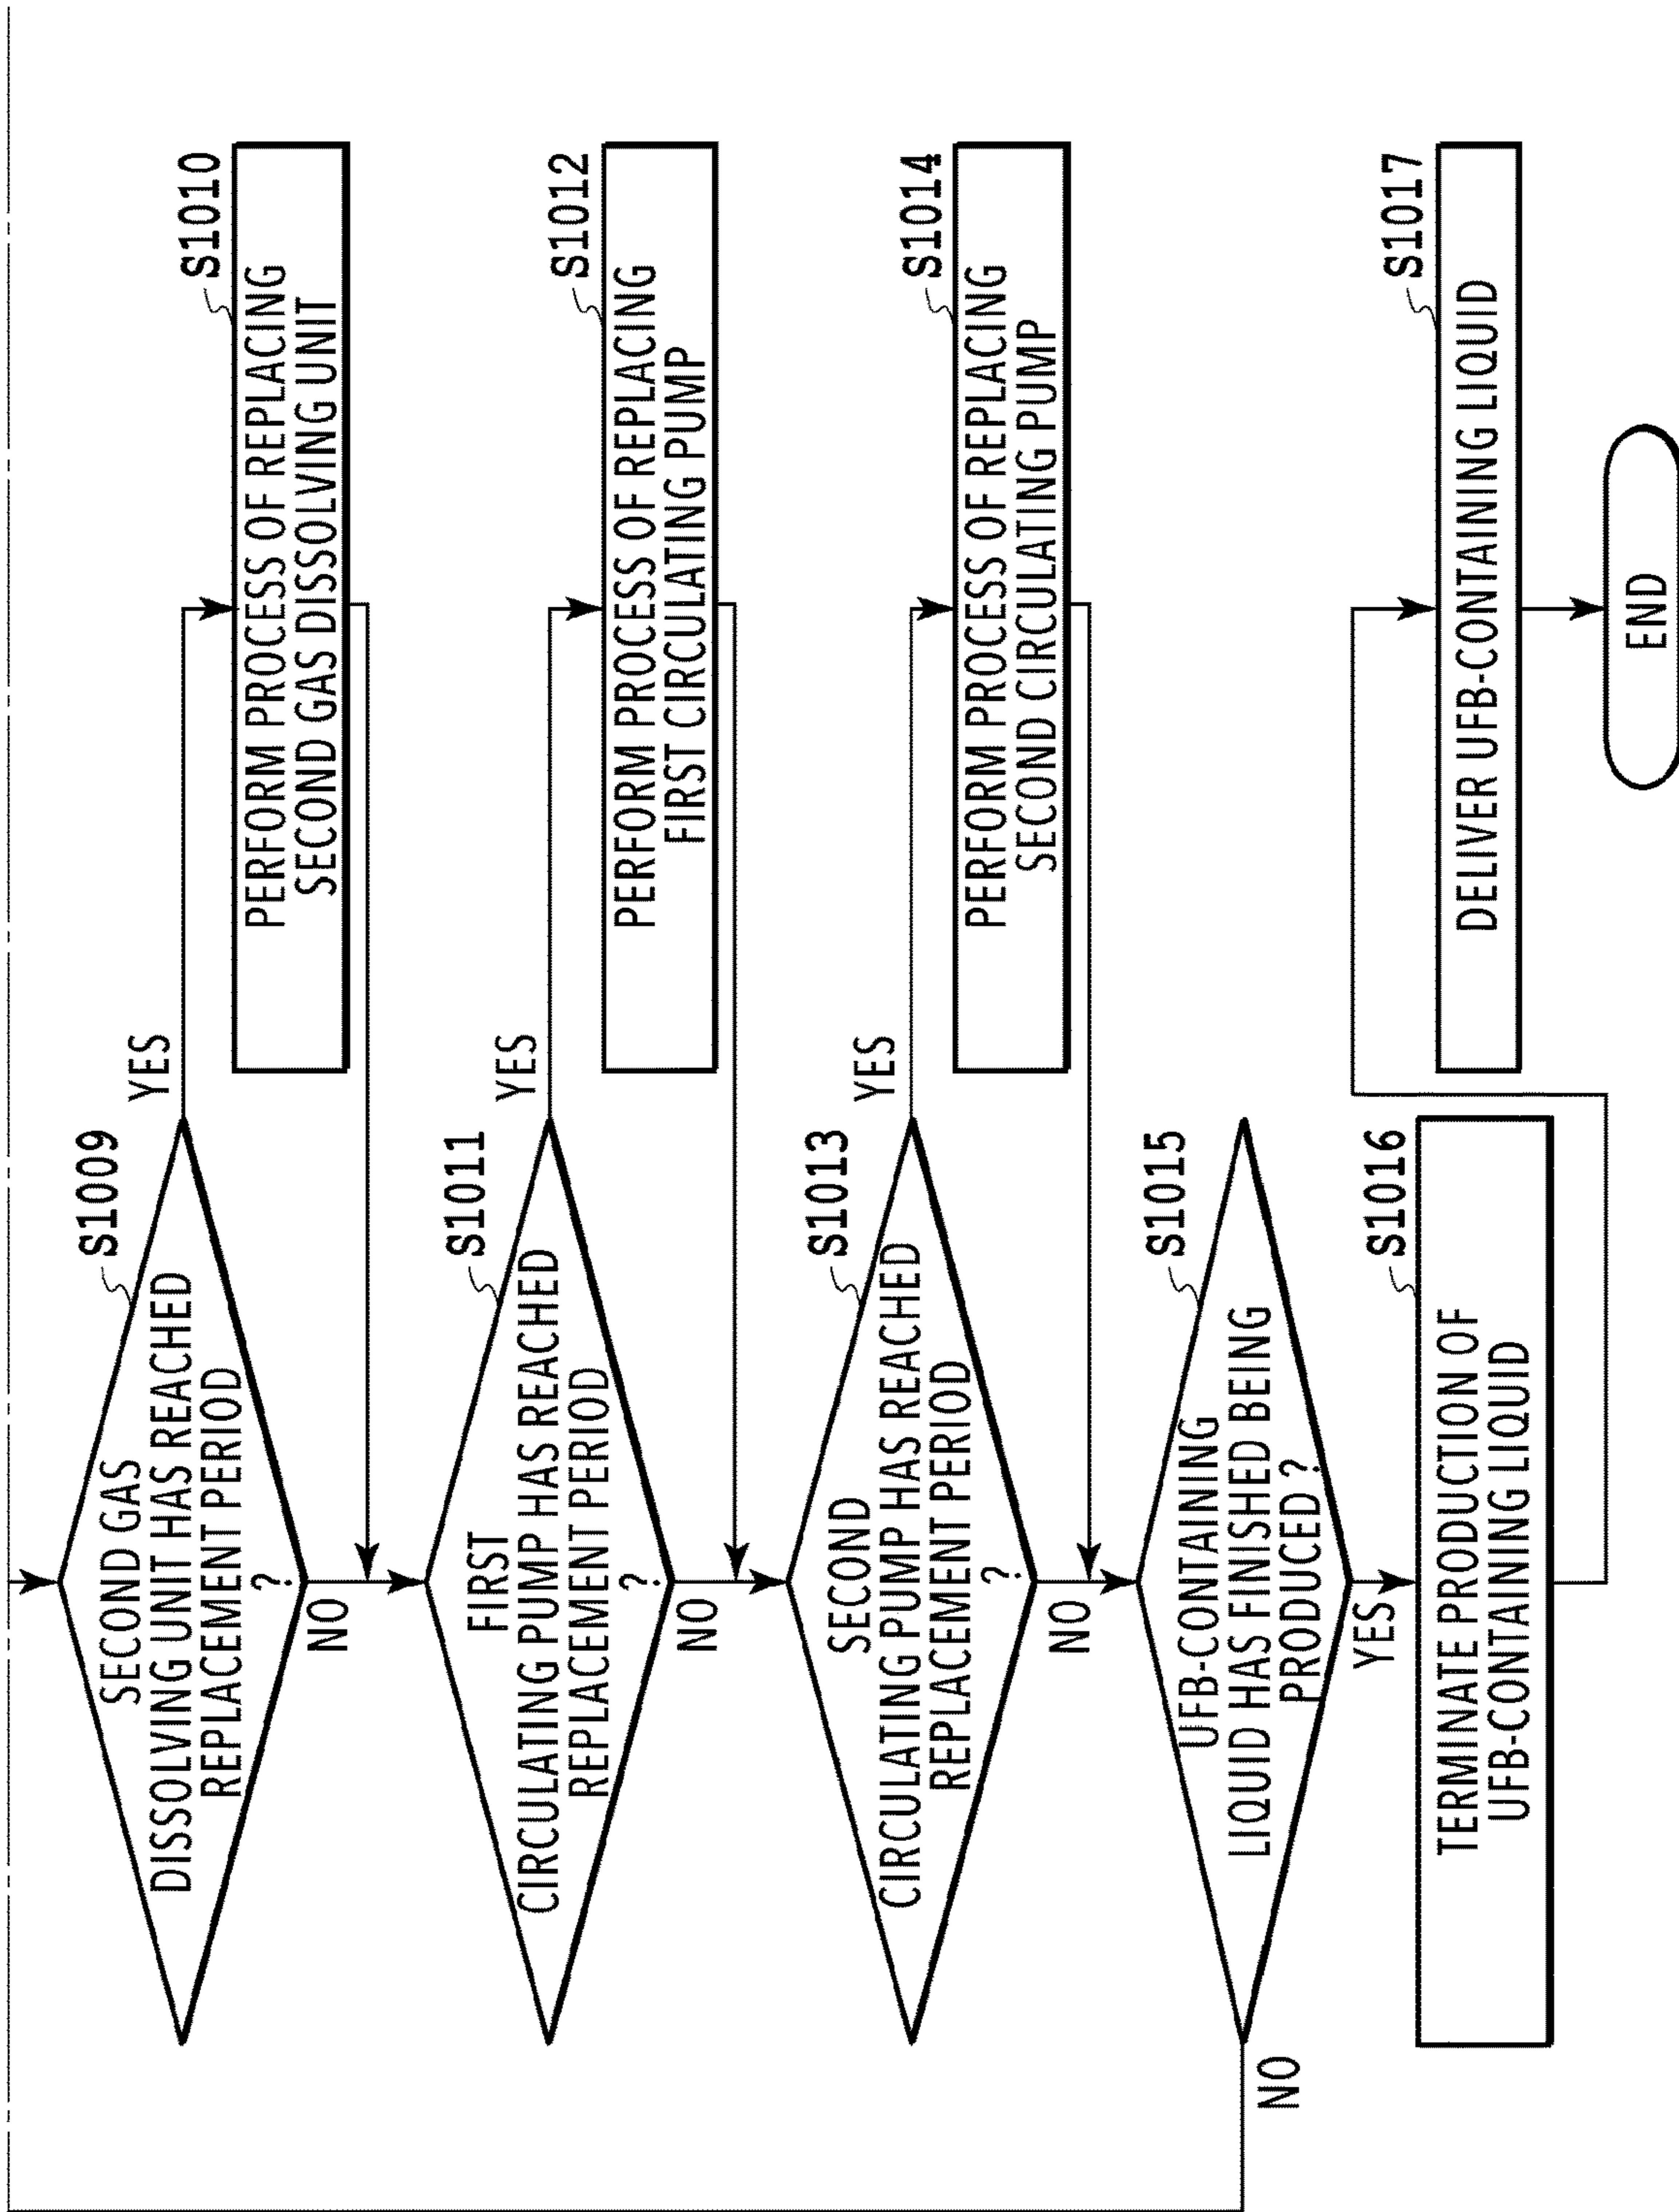 S1009
SECOND GAS
DISSOLVING UNIT HAS REACHED
REPLACEMENT PERIOD
?
YES
NO
S1010
PERFORM PROCESS OF REPLACING
SECOND GAS DISSOLVING UNIT
S1011
FIRST
CIRCULATING PUMP HAS REACHED
REPLACEMENT PERIOD
?
YES
NO
S1012
PERFORM PROCESS OF REPLACING
FIRST CIRCULATING PUMP
S1013
SECOND
CIRCULATING PUMP HAS REACHED
REPLACEMENT PERIOD
?
YES
NO
S1014
PERFORM PROCESS OF REPLACING
SECOND CIRCULATING PUMP
S1015
UFB-CONTAINING
LIQUID HAS FINISHED BEING
PRODUCED ?
NO
YES
S1016
TERMINATE PRODUCTION OF
UFB-CONTAINING LIQUID
S1017
DELIVER UFB-CONTAINING LIQUID
END